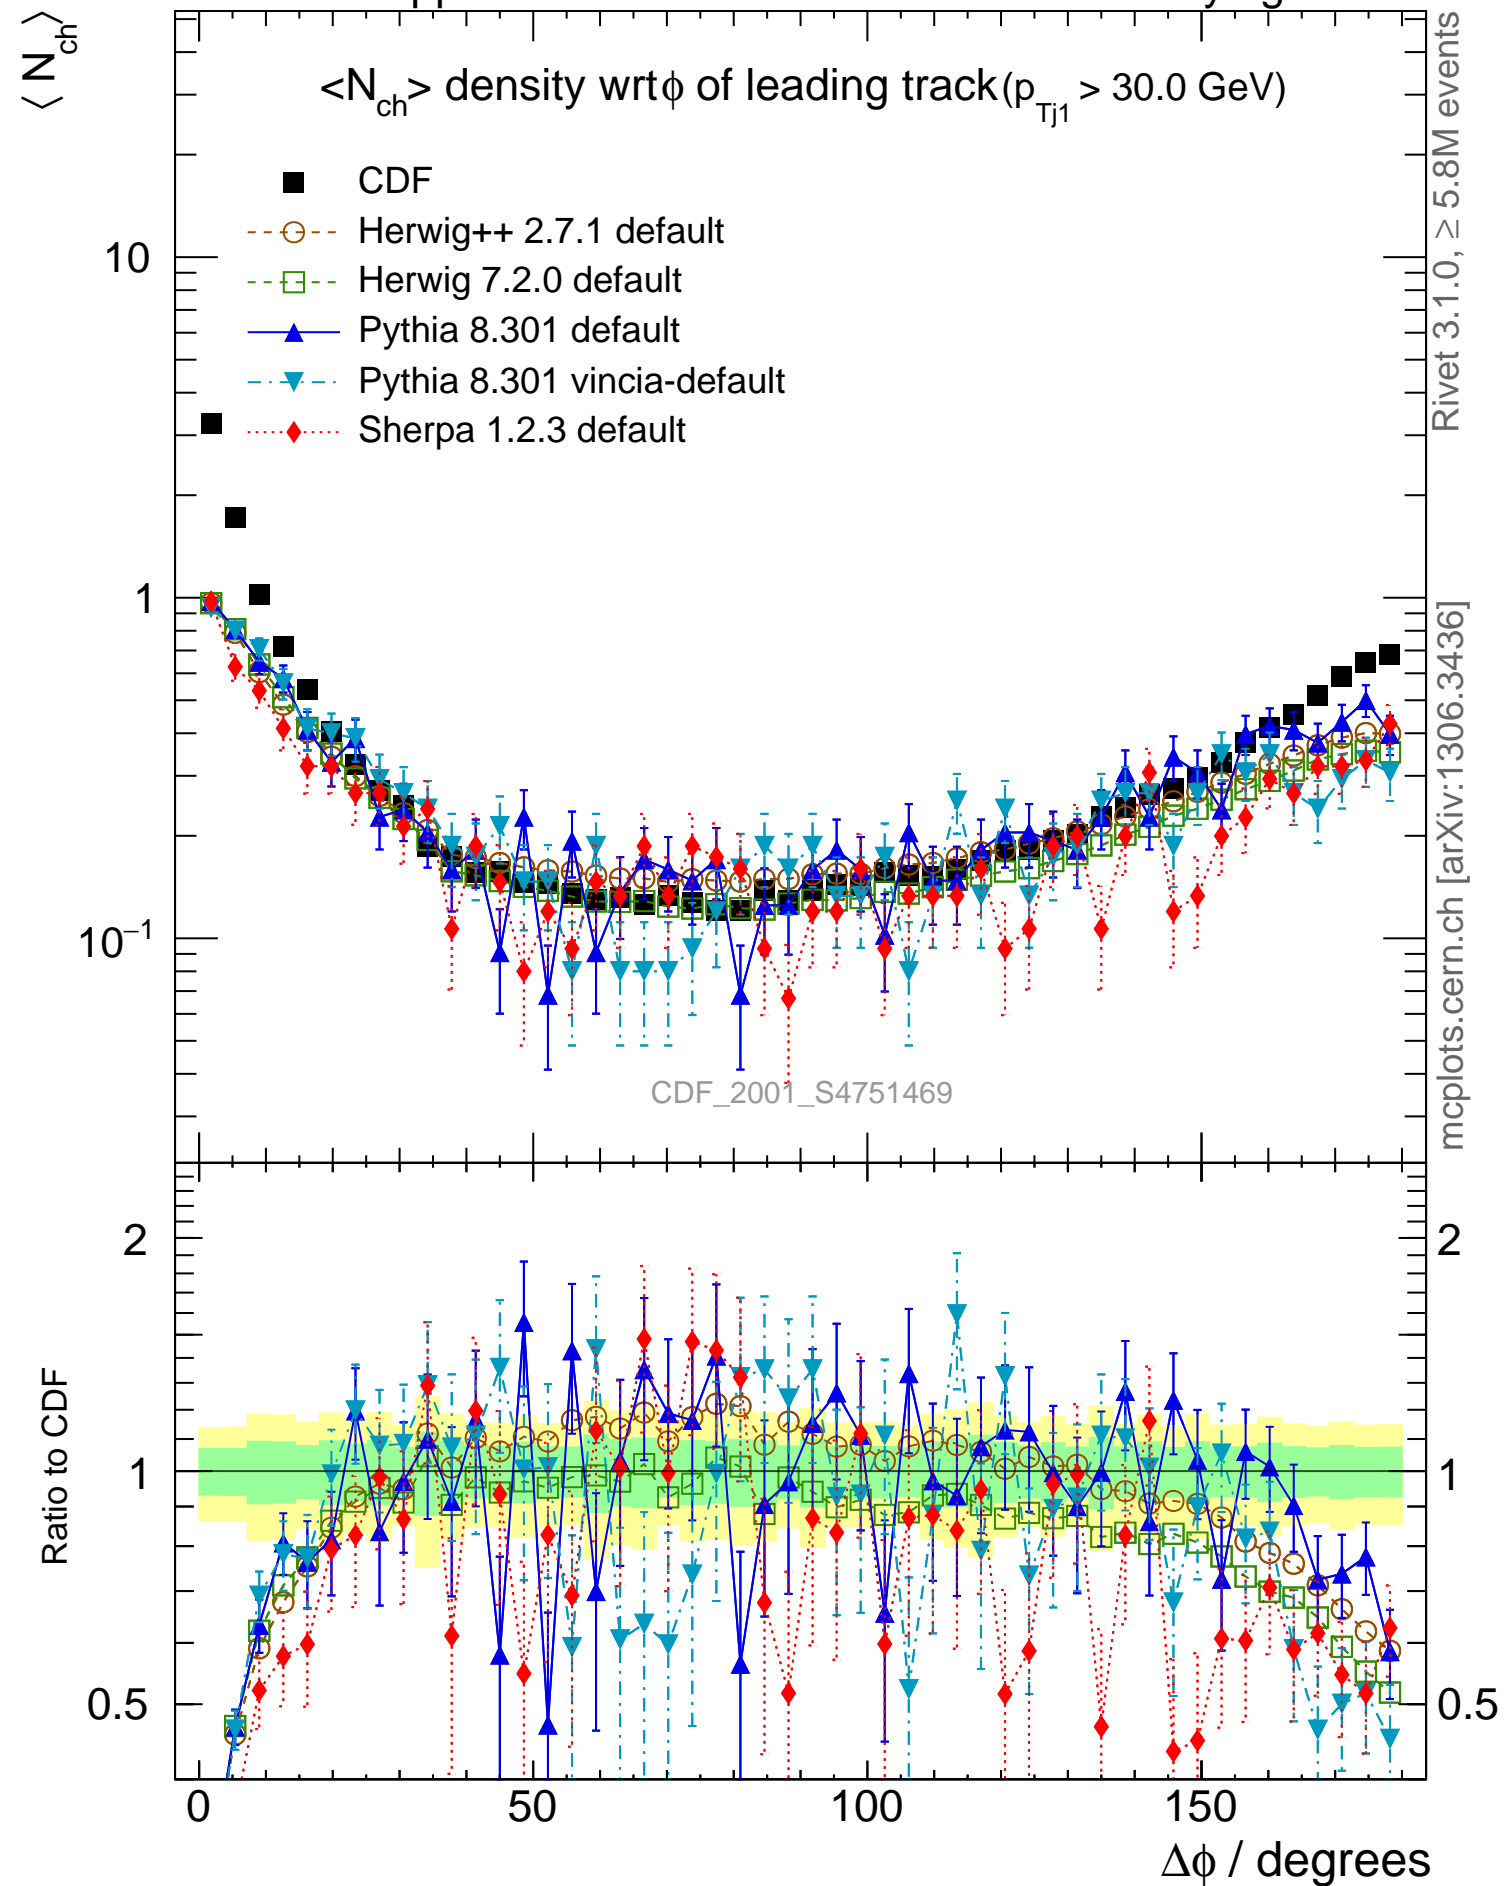 ⟨ N_ch ⟩
<N_ch> density wrt ϕ of leading track (p_Tj1 > 30.0 GeV)
CDF
Herwig++ 2.7.1 default
Herwig 7.2.0 default
Pythia 8.301 default
Pythia 8.301 vincia-default
Sherpa 1.2.3 default
10
1
10⁻¹
CDF_2001_S4751469
Rivet 3.1.0, ≥ 5.8M events
mcplots.cern.ch [arXiv:1306.3436]
Ratio to CDF
2
1
0.5
2
1
0.5
0 50 100 150
Δϕ / degrees